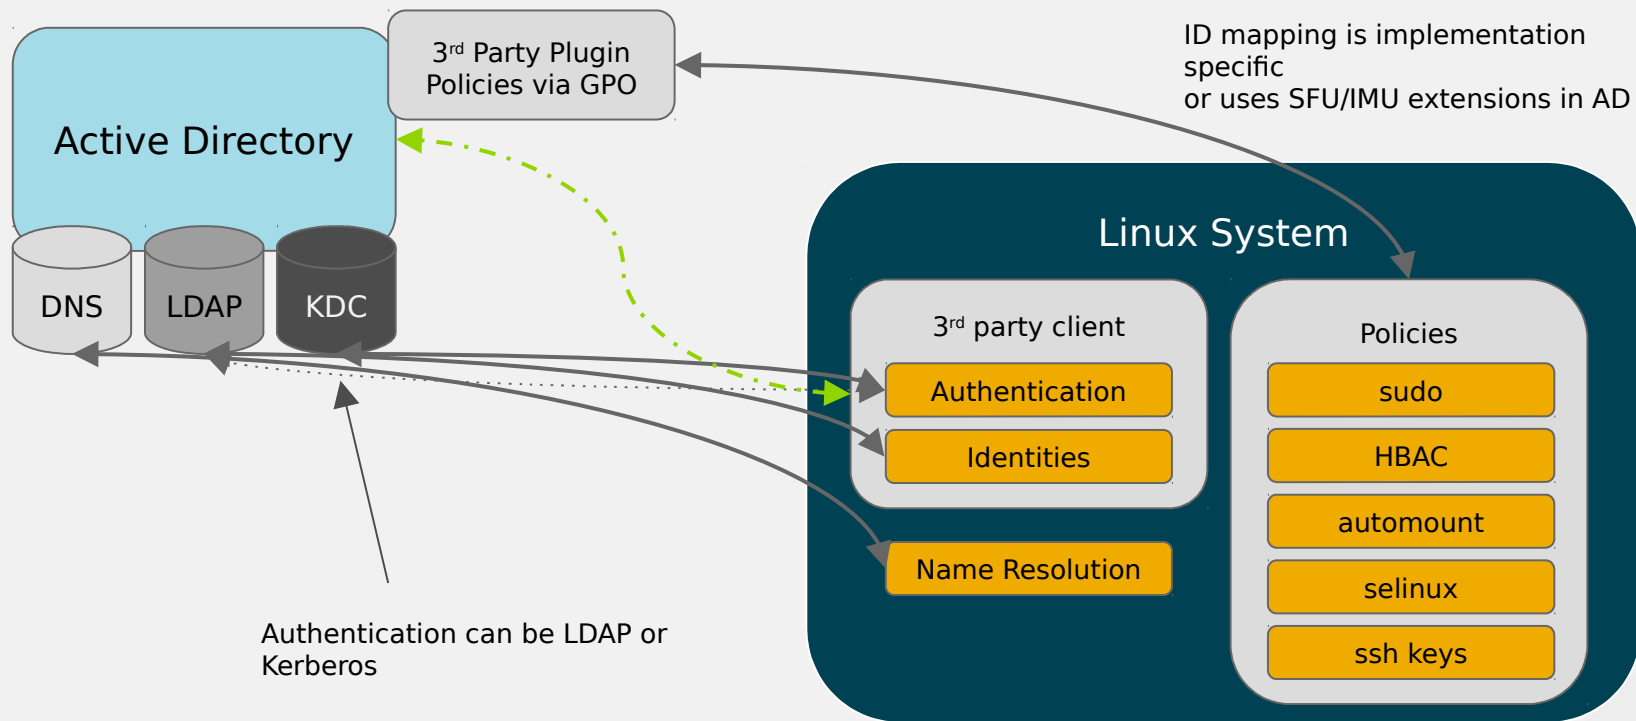 3rd Party Plugin
Policies via GPO
ID mapping is implementation
specific
or uses SFU/IMU extensions in AD
Active Directory
DNS
LDAP
KDC
Linux System
3rd party client
Authentication
Identities
Name Resolution
Policies
sudo
HBAC
automount
selinux
ssh keys
Authentication can be LDAP or
Kerberos